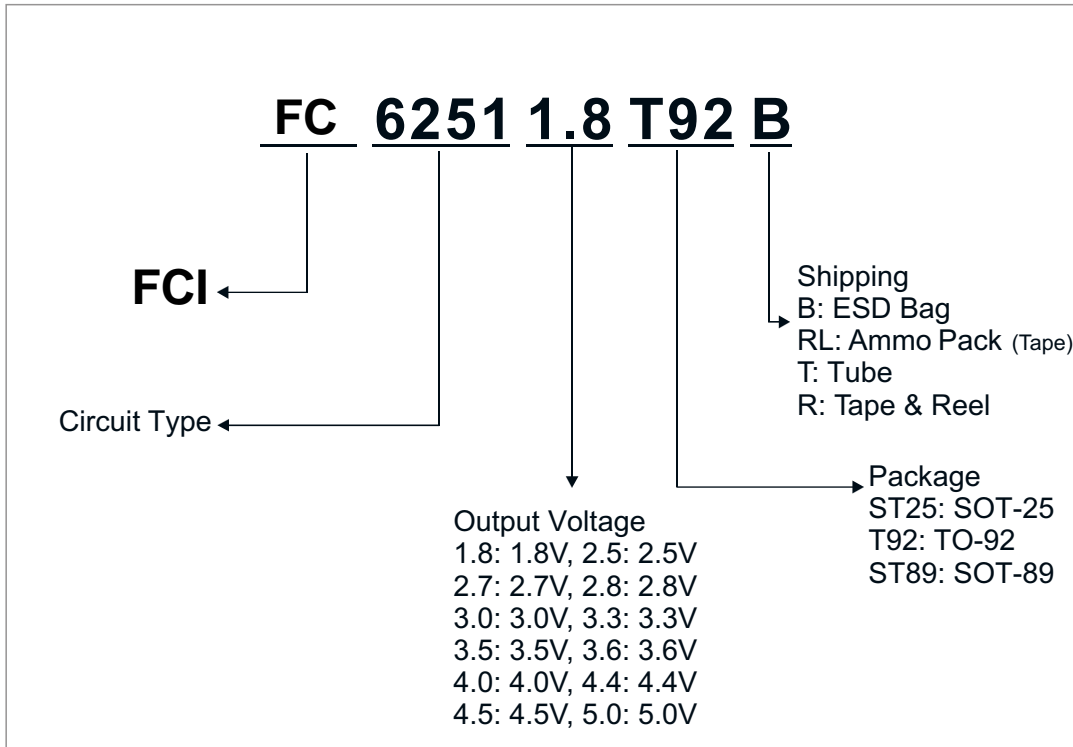 FC 6251 1.8 T92 B
FCI
Shipping
B: ESD Bag
RL: Ammo Pack (Tape)
T: Tube
R: Tape & Reel
Circuit Type
Package
ST25: SOT-25
T92: TO-92
ST89: SOT-89
Output Voltage
1.8: 1.8V, 2.5: 2.5V
2.7: 2.7V, 2.8: 2.8V
3.0: 3.0V, 3.3: 3.3V
3.5: 3.5V, 3.6: 3.6V
4.0: 4.0V, 4.4: 4.4V
4.5: 4.5V, 5.0: 5.0V